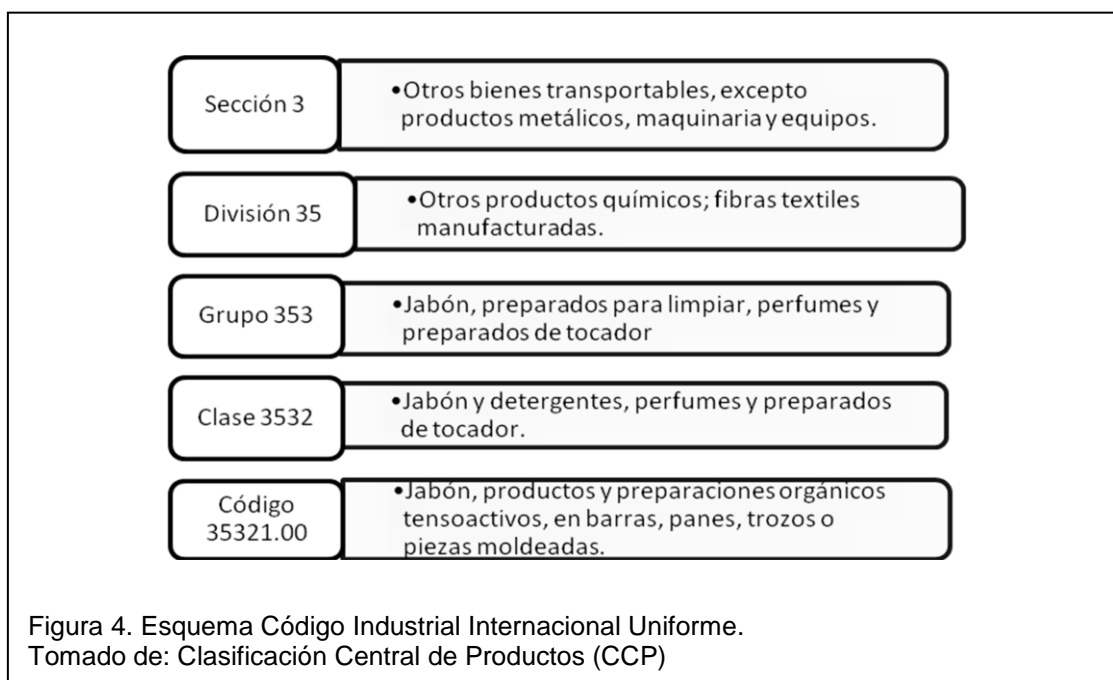 Sección 3
•Otros bienes transportables, excepto
productos metálicos, maquinaria y equipos.
División 35
•Otros productos químicos; fibras textiles
manufacturadas.
Grupo 353
•Jabón, preparados para limpiar, perfumes y
preparados de tocador
Clase 3532
•Jabón y detergentes, perfumes y preparados
de tocador.
Código
35321.00
•Jabón, productos y preparaciones orgánicos
tensoactivos, en barras, panes, trozos o
piezas moldeadas.
Figura 4. Esquema Código Industrial Internacional Uniforme.
Tomado de: Clasificación Central de Productos (CCP)